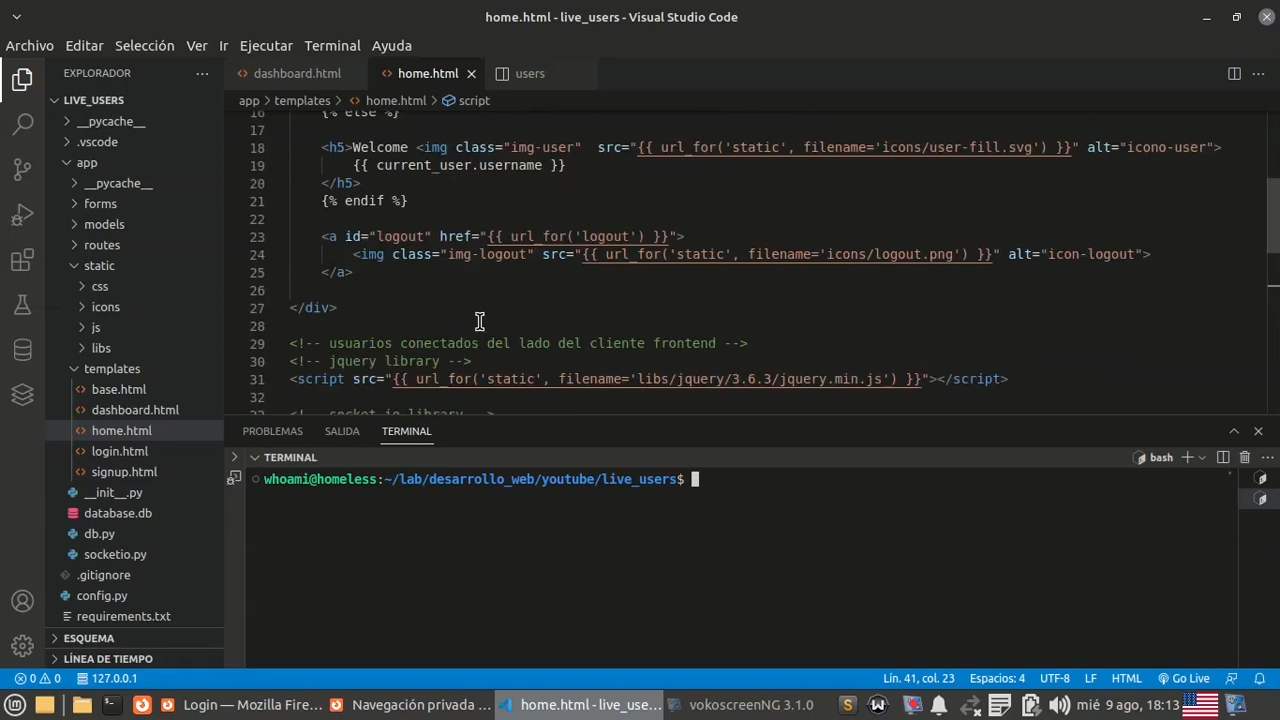 home.html - live_users - Visual Studio Code
Archivo Editar Selección Ver Ir Ejecutar Terminal Ayuda
EXPLORADOR
dashboard.html home.html users
LIVE_USERS
app > templates > home.html > script
__pycache__
.vscode
app
__pycache__
forms
models
routes
static
css
icons
js
libs
templates
base.html
dashboard.html
home.html
login.html
signup.html
__init__.py
database.db
db.py
socketio.py
.gitignore
config.py
requirements.txt
ESQUEMA
LÍNEA DE TIEMPO
16 {% else %}
17
18 <h5>Welcome <img class="img-user" src="{{ url_for('static', filename='icons/user-fill.svg') }}" alt="icono-user">
19 {{ current_user.username }}
20 </h5>
21 {% endif %}
22
23 <a id="logout" href="{{ url_for('logout') }}">
24 <img class="img-logout" src="{{ url_for('static', filename='icons/logout.png') }}" alt="icon-logout">
25 </a>
26
27 </div>
28
29 <!-- usuarios conectados del lado del cliente frontend -->
30 <!-- jquery library -->
31 <script src="{{ url_for('static', filename='libs/jquery/3.6.3/jquery.min.js') }}"></script>
32
33 <!-- socket io library -->
PROBLEMAS SALIDA TERMINAL
TERMINAL
bash
whoami@homeless:~/lab/desarrollo_web/youtube/live_users$
0 0 127.0.0.1 Lín. 41, col. 23 Espacios: 4 UTF-8 LF HTML Go Live
Login — Mozilla Fire... Navegación privada ... home.html - live_use... vokoscreenNG 3.1.0 mié 9 ago, 18:13